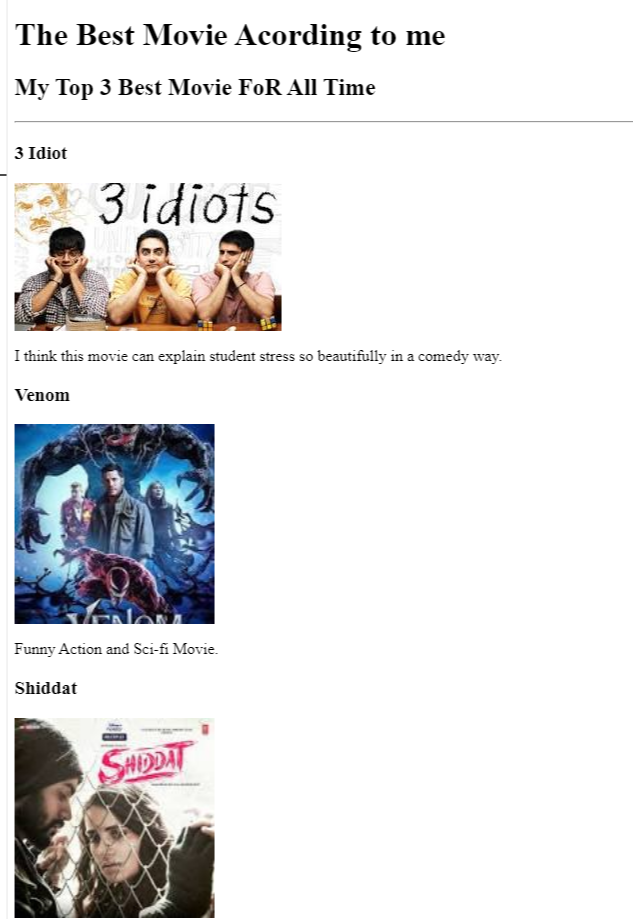 The Best Movie Acording to me
My Top 3 Best Movie FoR All Time
3 Idiot
3 idiots
I think this movie can explain student stress so beautifully in a comedy way.
Venom
VENOM
Funny Action and Sci-fi Movie.
Shiddat
SHIDDAT